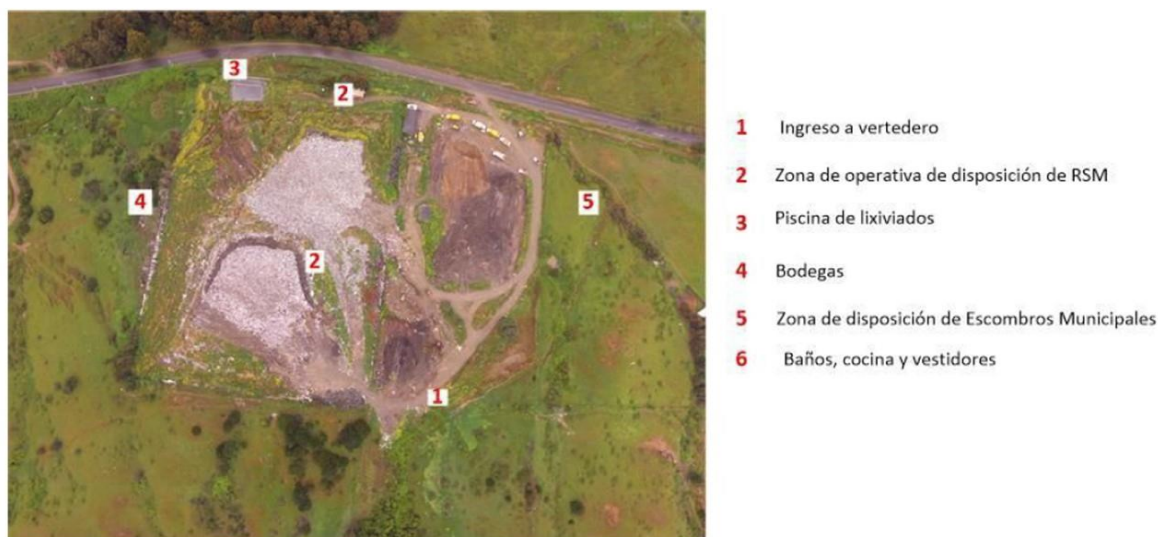 3
2
4
5
2
1
1 Ingreso a vertedero
2 Zona de operativa de disposición de RSM
3 Piscina de lixiviados
4 Bodegas
5 Zona de disposición de Escombros Municipales
6 Baños, cocina y vestidores